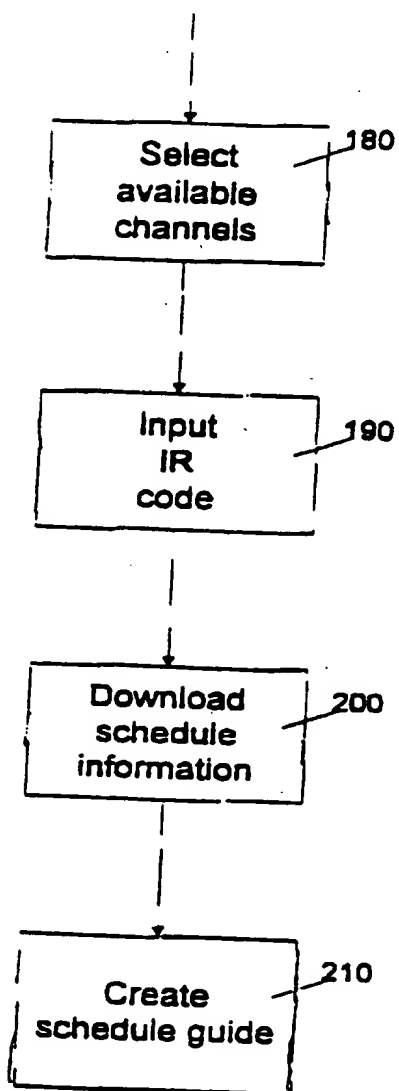 180
Select
available
channels
190
Input
IR
code
200
Download
schedule
information
210
Create
schedule guide